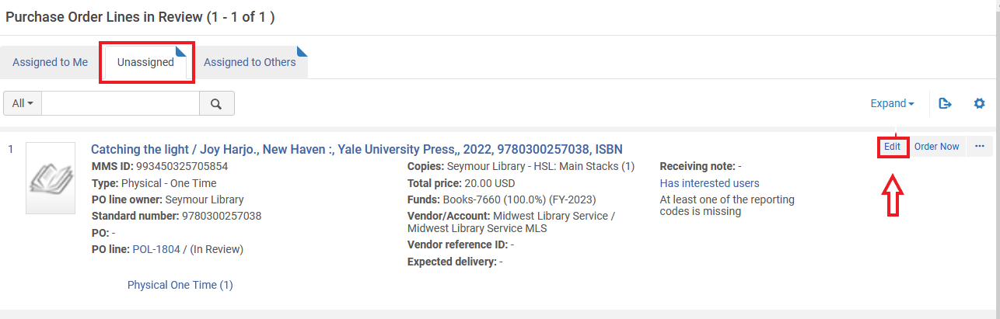 Purchase Order Lines in Review (1 - 1 of 1 )
Assigned to Me Unassigned Assigned to Others
All
Expand
1
Catching the light / Joy Harjo., New Haven :, Yale University Press,, 2022, 9780300257038, ISBN
Edit Order Now ...
MMS ID: 993450325705854
Type: Physical - One Time
PO line owner: Seymour Library
Standard number: 9780300257038
PO: -
PO line: POL-1804 / (In Review)
Copies: Seymour Library - HSL: Main Stacks (1)
Total price: 20.00 USD
Funds: Books-7660 (100.0%) (FY-2023)
Vendor/Account: Midwest Library Service /
Midwest Library Service MLS
Vendor reference ID: -
Expected delivery: -
Receiving note: -
Has interested users
At least one of the reporting
codes is missing
Physical One Time (1)